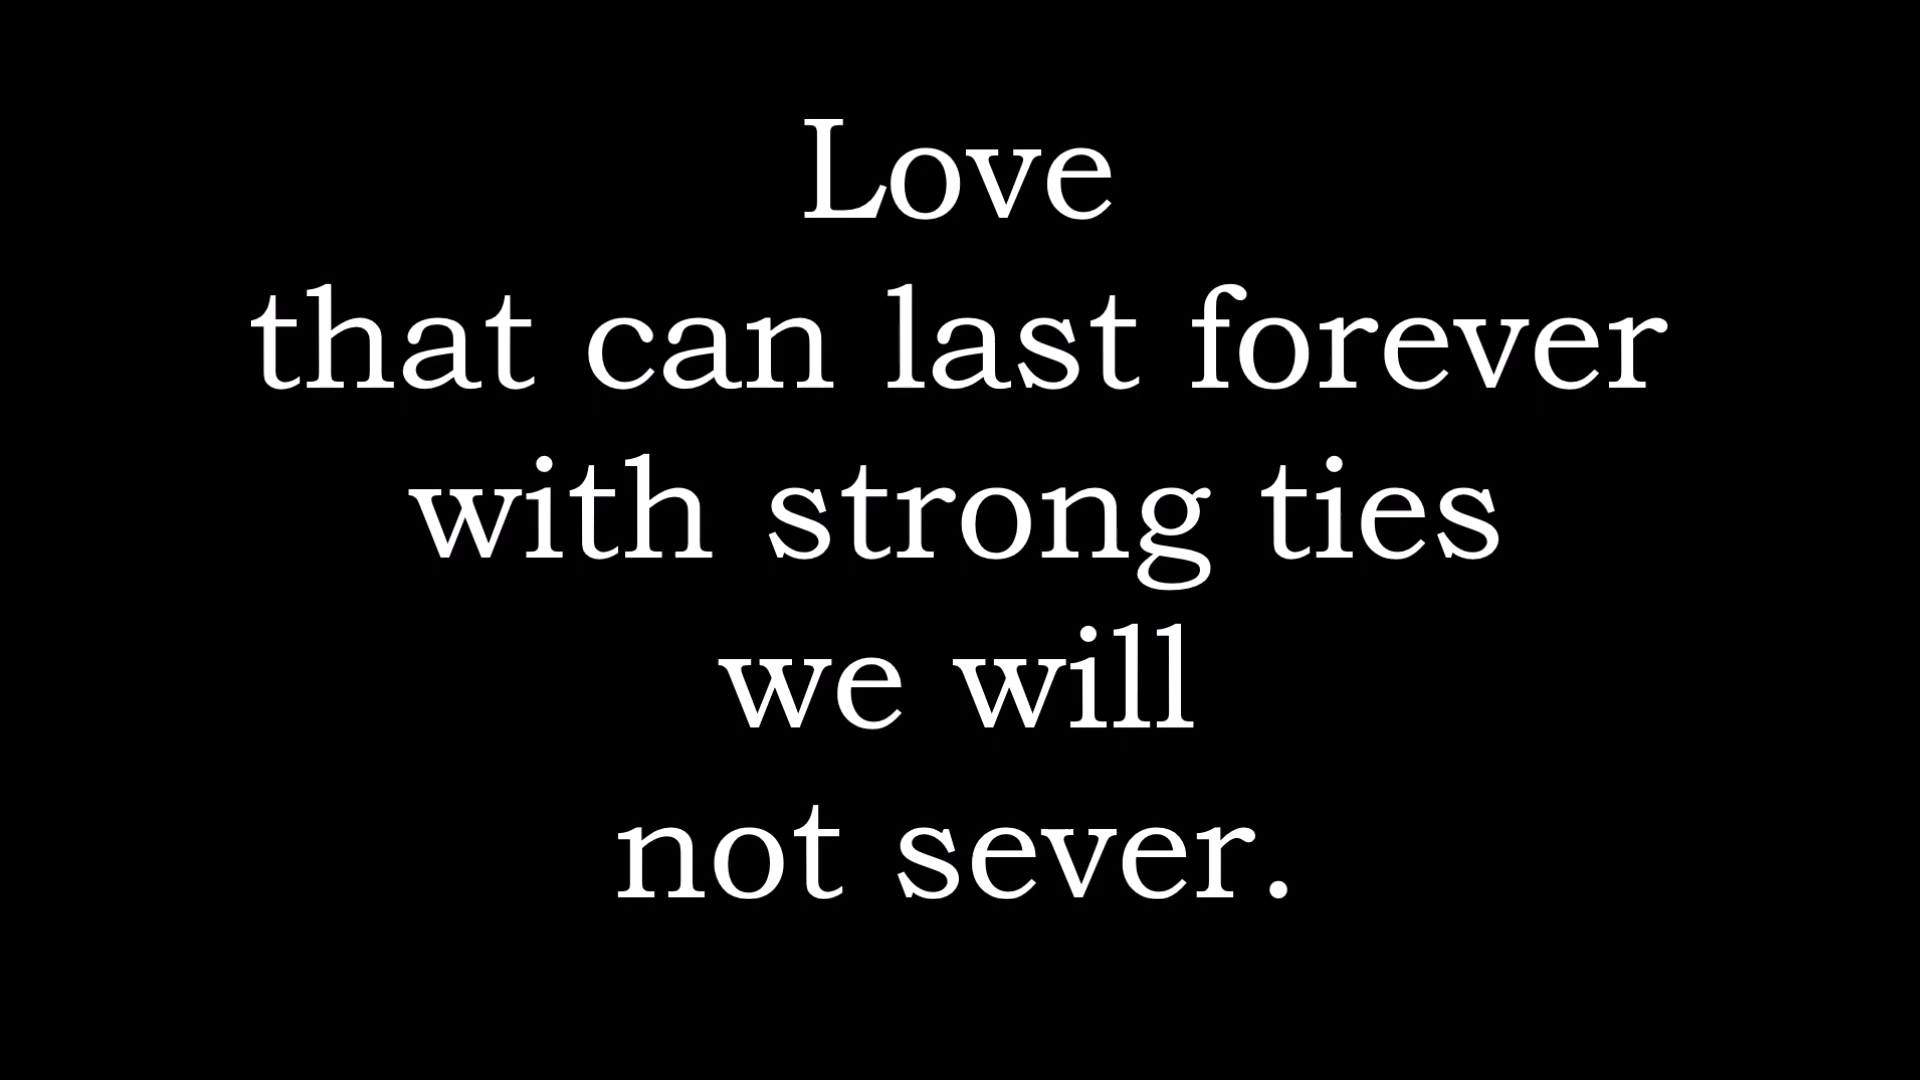 Love
that can last forever
with strong ties
we will
not sever.